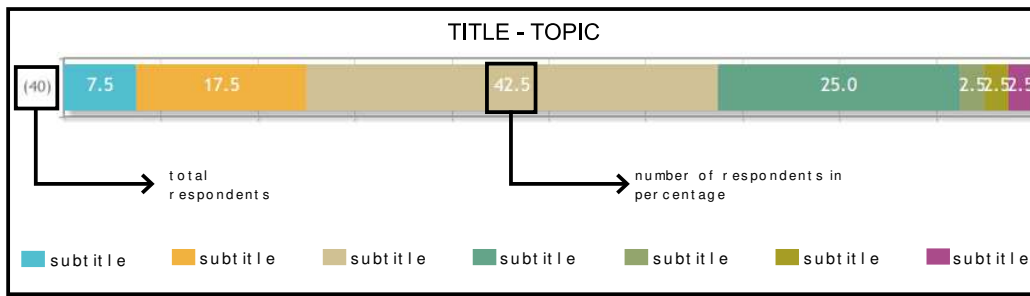 TITLE - TOPIC
(40) 7.5 17.5 42.5 25.0 2.5 2.5 2.5
total
respondents
number of respondents in
percentage
subtitle subtitle subtitle subtitle subtitle subtitle subtitle